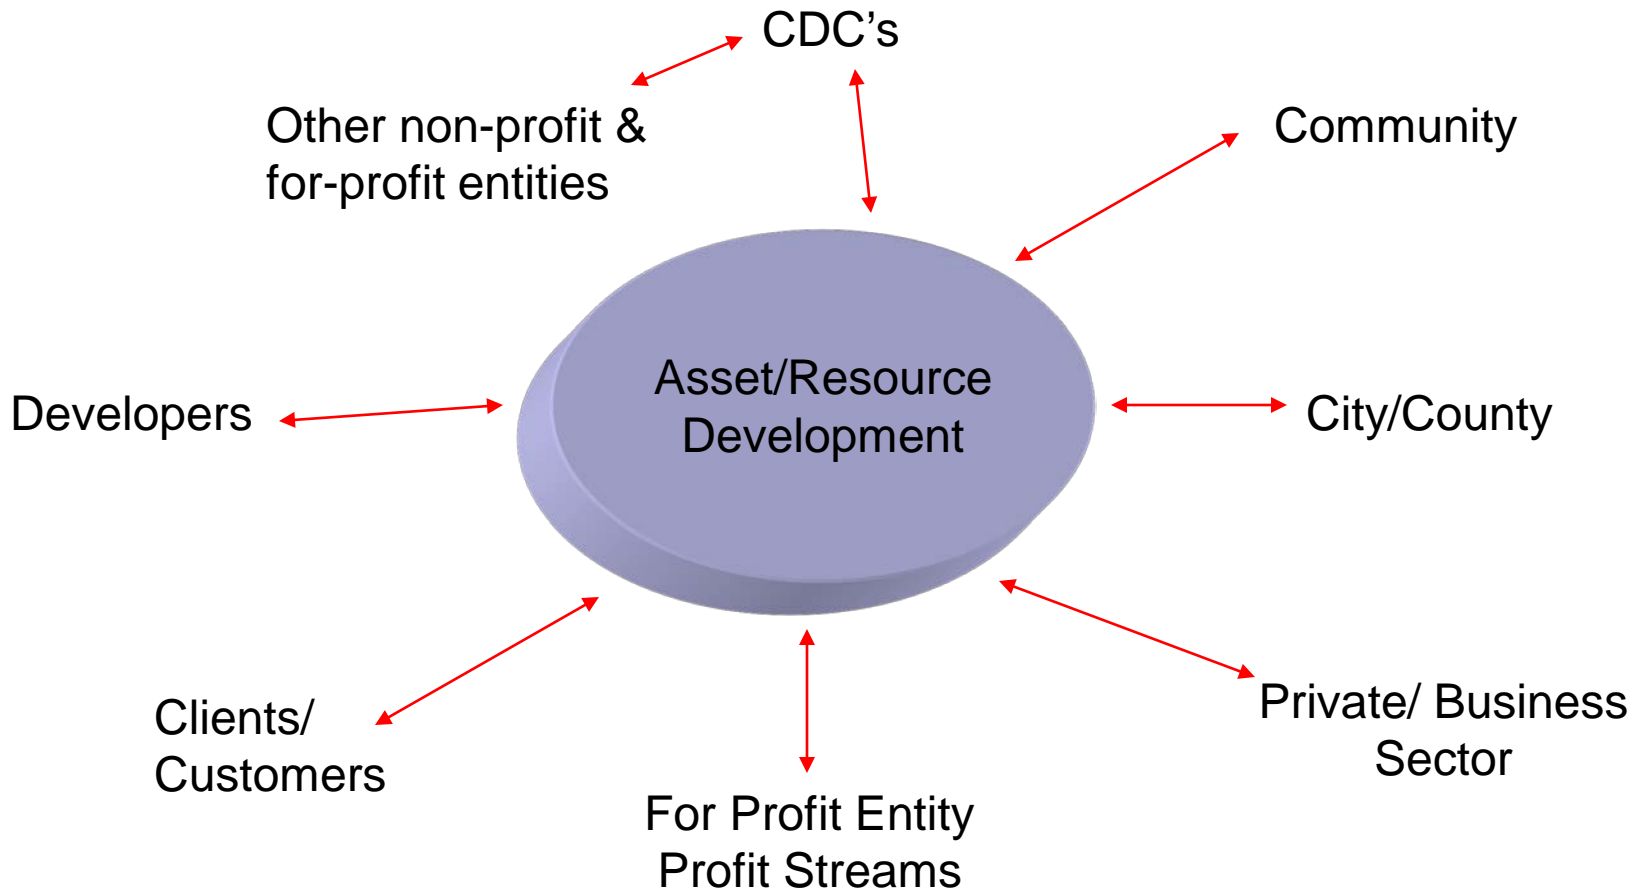 CDC’s
Other non-profit &
for-profit entities
Community
Asset/Resource
Development
Developers
City/County
Clients/
Customers
Private/ Business
Sector
For Profit Entity
Profit Streams